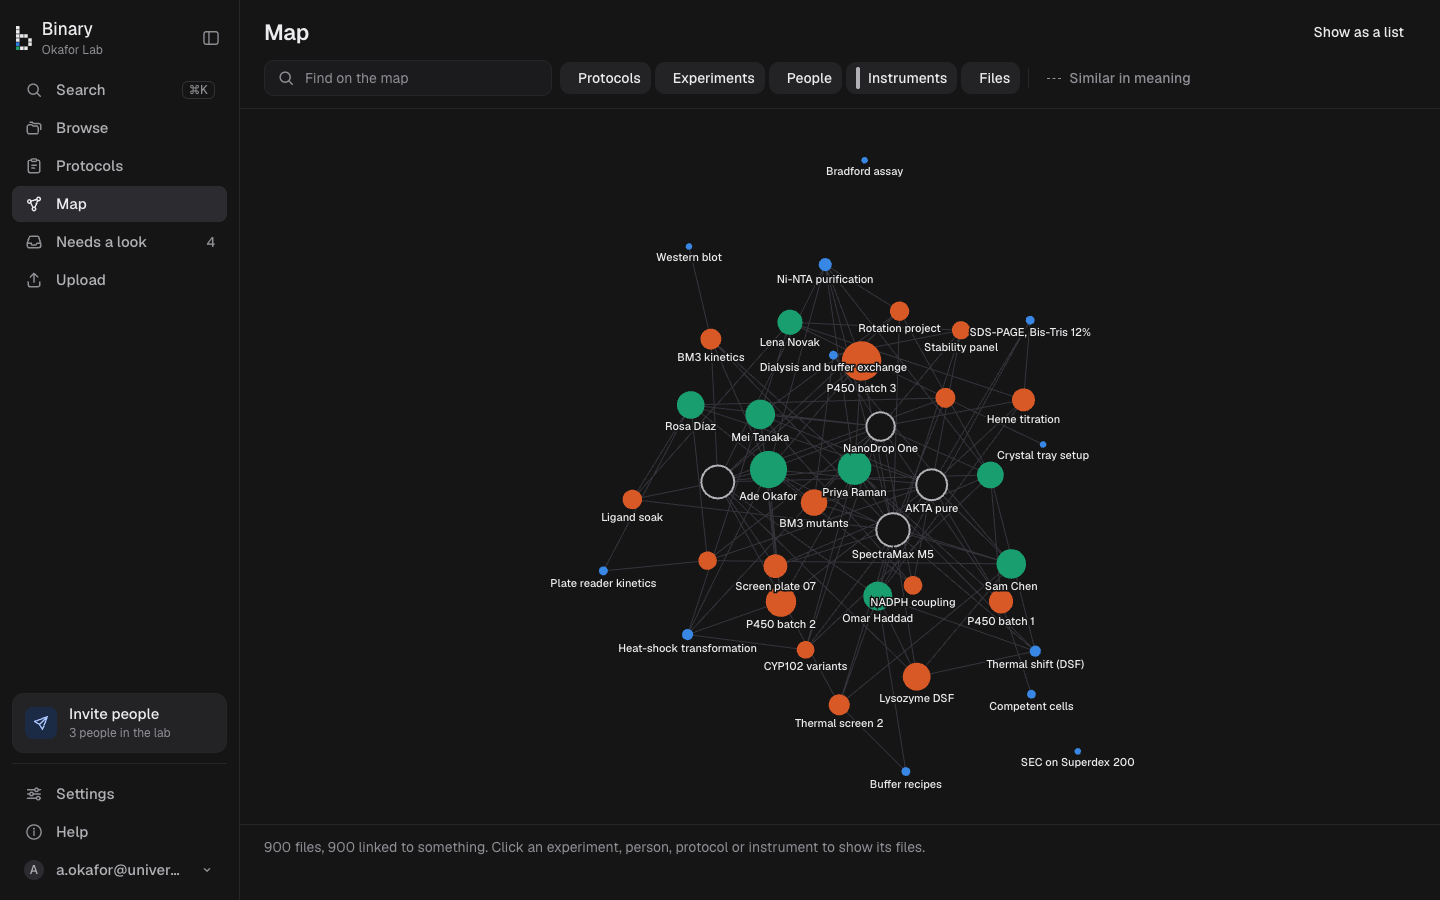 Binary
Okafor Lab
Search ⌘K
Browse
Protocols
Map
Needs a look 4
Upload
Invite people
3 people in the lab
Settings
Help
A a.okafor@univer...
Map
Show as a list
Find on the map
Protocols
Experiments
People
Instruments
Files
Similar in meaning
Bradford assay
Western blot
Ni-NTA purification
Rotation project
SDS-PAGE, Bis-Tris 12%
Lena Novak
Stability panel
BM3 kinetics
Dialysis and buffer exchange
P450 batch 3
Heme titration
Rosa Díaz
Mei Tanaka
NanoDrop One
Crystal tray setup
Ade Okafor
Priya Raman
AKTA pure
Ligand soak
BM3 mutants
SpectraMax M5
Plate reader kinetics
Screen plate 07
Sam Chen
NADPH coupling
P450 batch 2
Omar Haddad
P450 batch 1
Heat-shock transformation
CYP102 variants
Thermal shift (DSF)
Lysozyme DSF
Competent cells
Thermal screen 2
SEC on Superdex 200
Buffer recipes
900 files, 900 linked to something. Click an experiment, person, protocol or instrument to show its files.